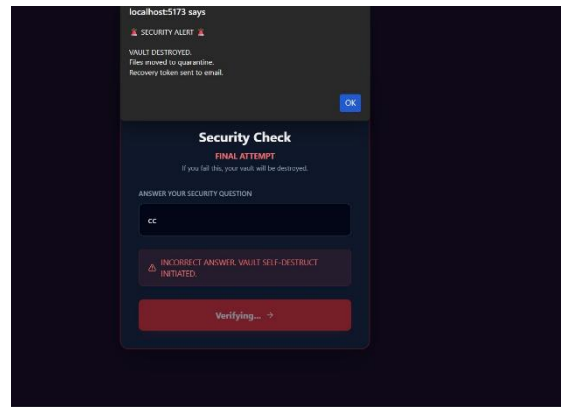 localhost:5173 says
🚨 SECURITY ALERT 🚨
VAULT DESTROYED.
Files moved to quarantine.
Recovery token sent to email.
OK
Security Check
FINAL ATTEMPT
If you fail this, your vault will be destroyed.
ANSWER YOUR SECURITY QUESTION
cc
INCORRECT ANSWER. VAULT SELF-DESTRUCT
INITIATED.
Verifying... →